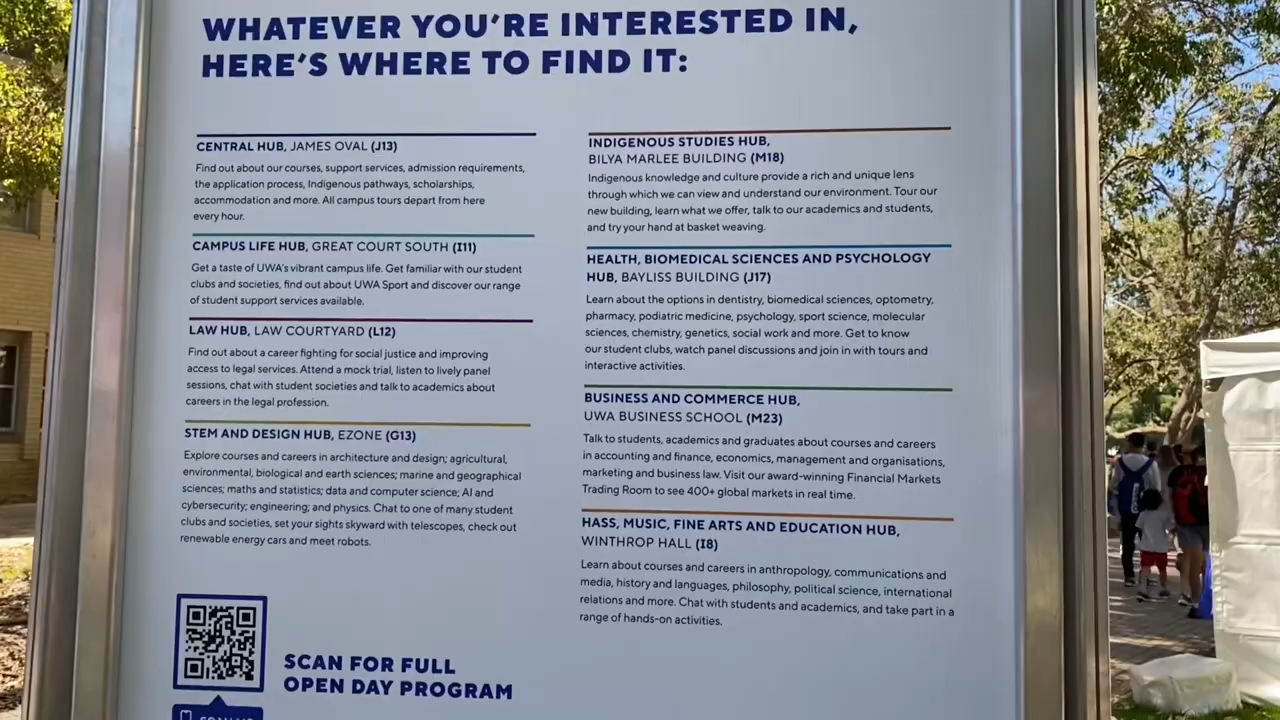 WHATEVER YOU'RE INTERESTED IN,
HERE'S WHERE TO FIND IT:
CENTRAL HUB, JAMES OVAL (J13)
Find out about our courses, support services, admission requirements,
the application process, Indigenous pathways, scholarships,
accommodation and more. All campus tours depart from here
every hour.
CAMPUS LIFE HUB, GREAT COURT SOUTH (I11)
Get a taste of UWA's vibrant campus life. Get familiar with our student
clubs and societies, find out about UWA Sport and discover our range
of student support services available.
LAW HUB, LAW COURTYARD (L12)
Find out about a career fighting for social justice and improving
access to legal services. Attend a mock trial, listen to lively panel
sessions, chat with student societies and talk to academics about
careers in the legal profession.
STEM AND DESIGN HUB, EZONE (G13)
Explore courses and careers in architecture and design; agricultural,
environmental, biological and earth sciences; marine and geographical
sciences; maths and statistics; data and computer science; AI and
cybersecurity; engineering; and physics. Chat to one of many student
clubs and societies, set your sights skyward with telescopes, check out
renewable energy cars and meet robots.
SCAN FOR FULL
OPEN DAY PROGRAM
INDIGENOUS STUDIES HUB,
BILYA MARLEE BUILDING (M18)
Indigenous knowledge and culture provide a rich and unique lens
through which we can view and understand our environment. Tour our
new building, learn what we offer, talk to our academics and students,
and try your hand at basket weaving.
HEALTH, BIOMEDICAL SCIENCES AND PSYCHOLOGY
HUB, BAYLISS BUILDING (J17)
Learn about the options in dentistry, biomedical sciences, optometry,
pharmacy, podiatric medicine, psychology, sport science, molecular
sciences, chemistry, genetics, social work and more. Get to know
our student clubs, watch panel discussions and join in with tours and
interactive activities.
BUSINESS AND COMMERCE HUB,
UWA BUSINESS SCHOOL (M23)
Talk to students, academics and graduates about courses and careers
in accounting and finance, economics, management and organisations,
marketing and business law. Visit our award-winning Financial Markets
Trading Room to see 400+ global markets in real time.
HASS, MUSIC, FINE ARTS AND EDUCATION HUB,
WINTHROP HALL (I8)
Learn about courses and careers in anthropology, communications and
media, history and languages, philosophy, political science, international
relations and more. Chat with students and academics, and take part in a
range of hands-on activities.